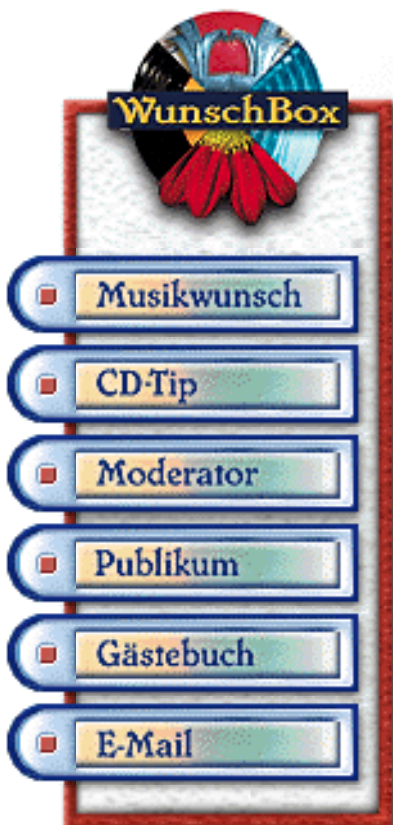 WunschBox
Musikwunsch
CD-Tip
Moderator
Publikum
Gästebuch
E-Mail